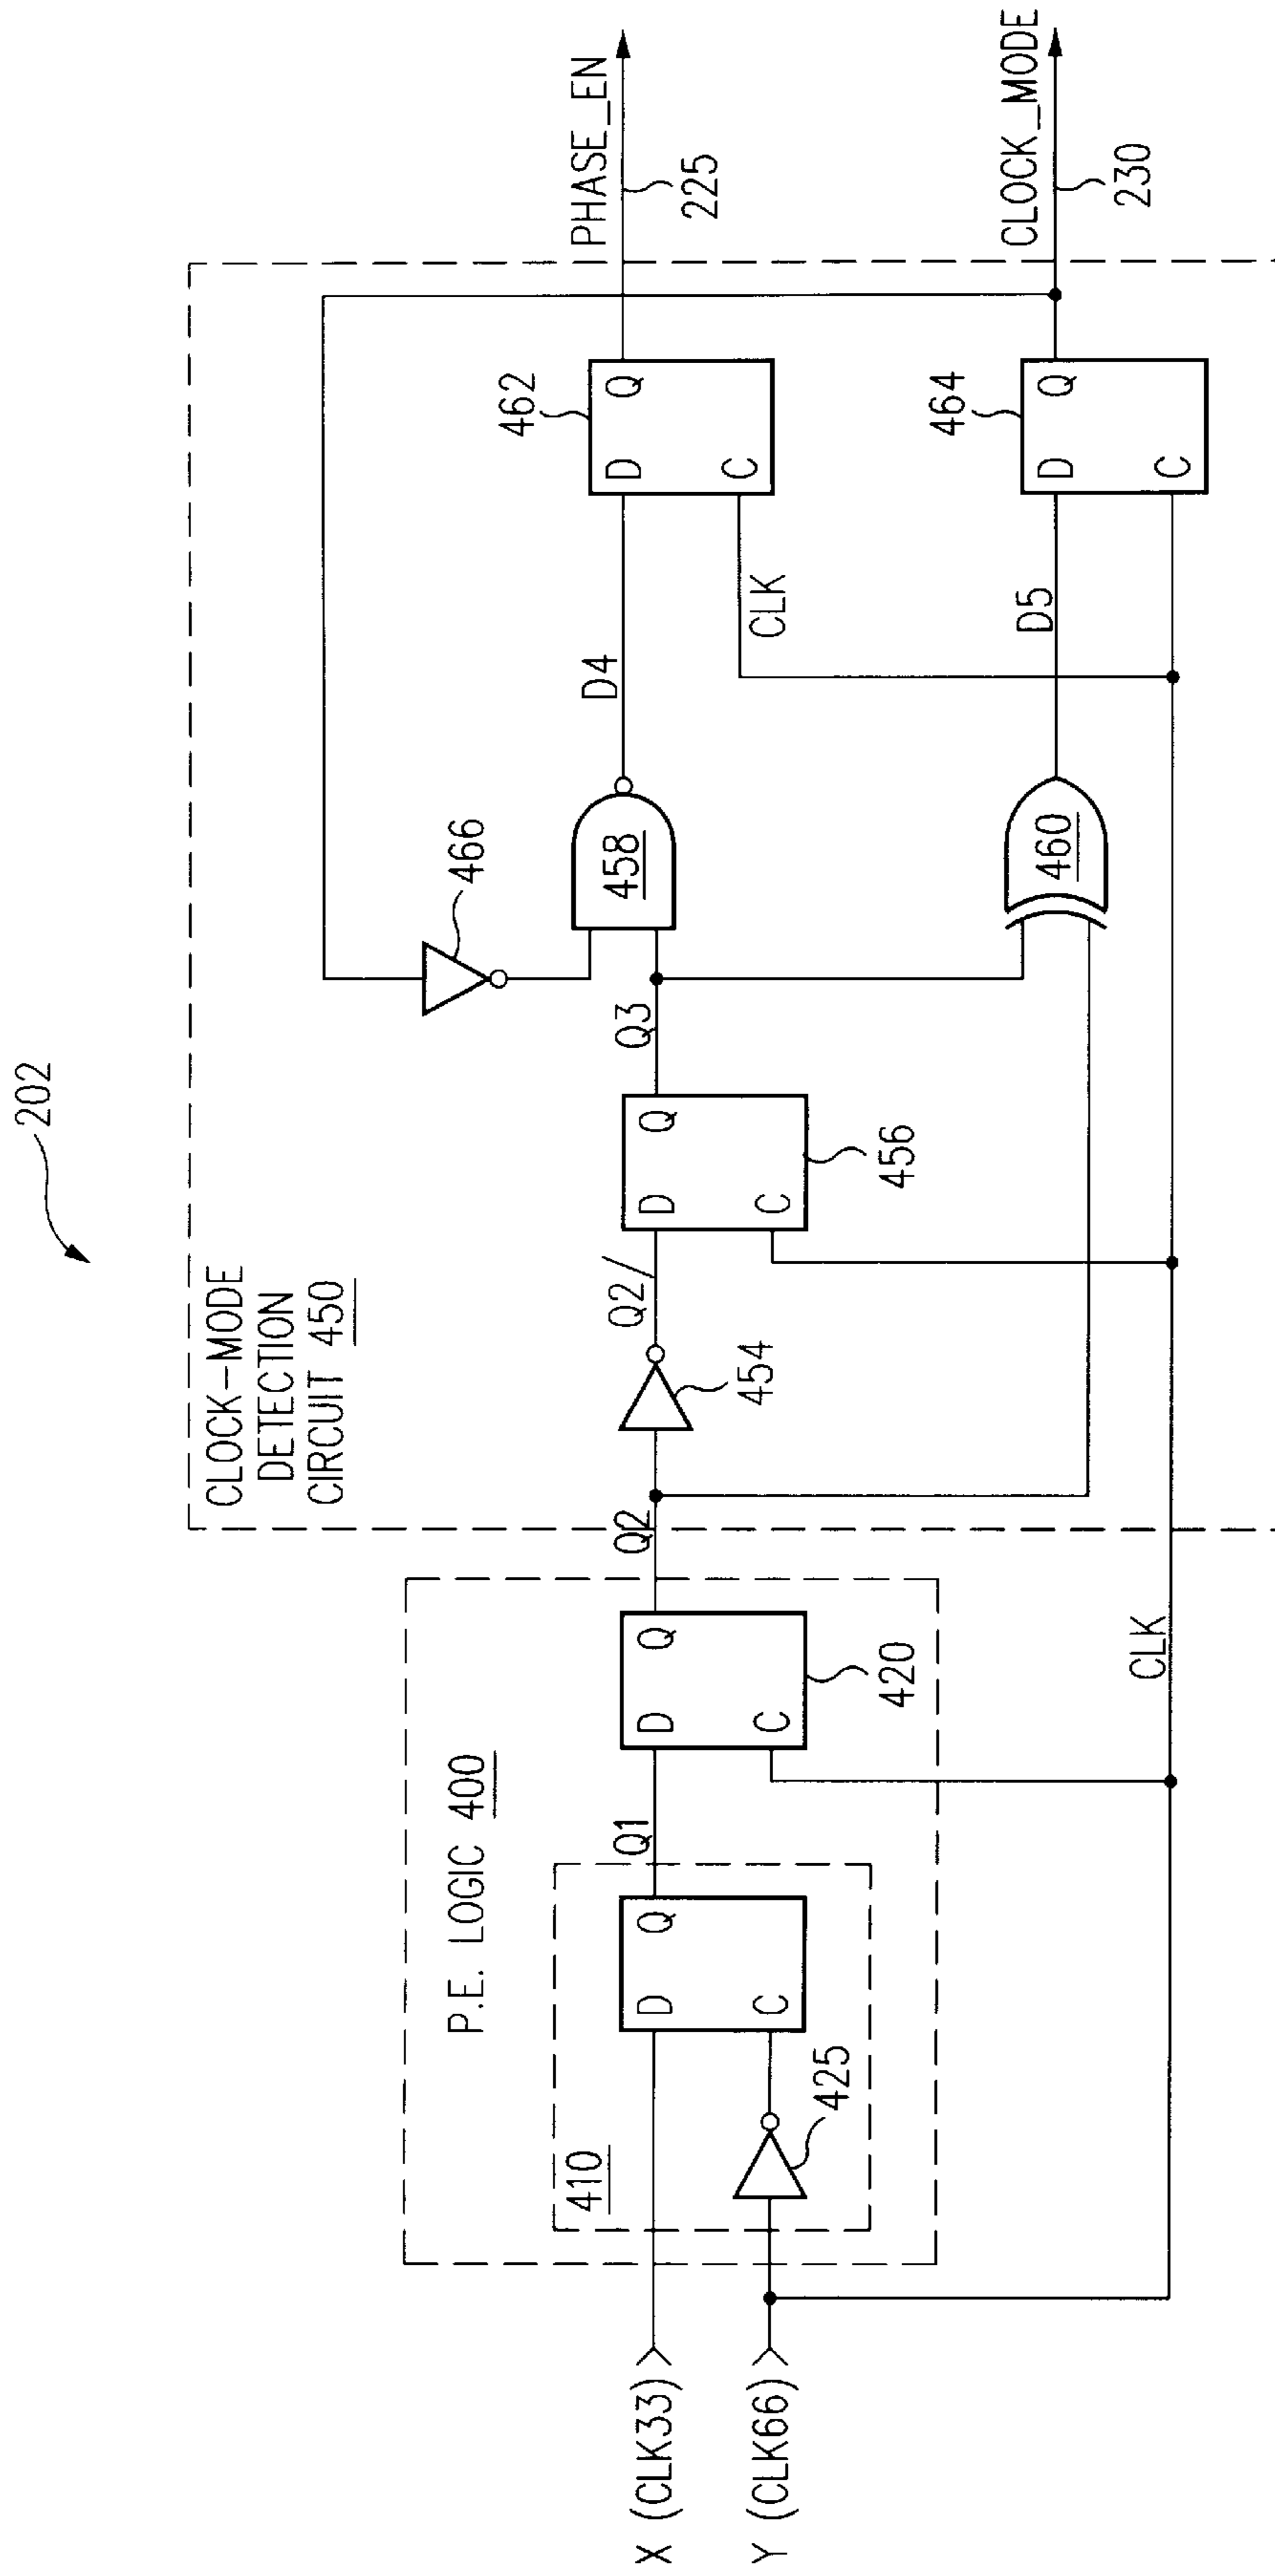 202
CLOCK-MODE
DETECTION
CIRCUIT 450
P.E. LOGIC 400
410
X (CLK33)
Y (CLK66)
425
D
Q
C
Q1
D
Q
C
420
Q2
454
Q2/
D
Q
C
456
Q3
466
458
460
D4
D5
CLK
CLK
D
Q
C
462
D
Q
C
464
PHASE_EN
225
CLOCK_MODE
230